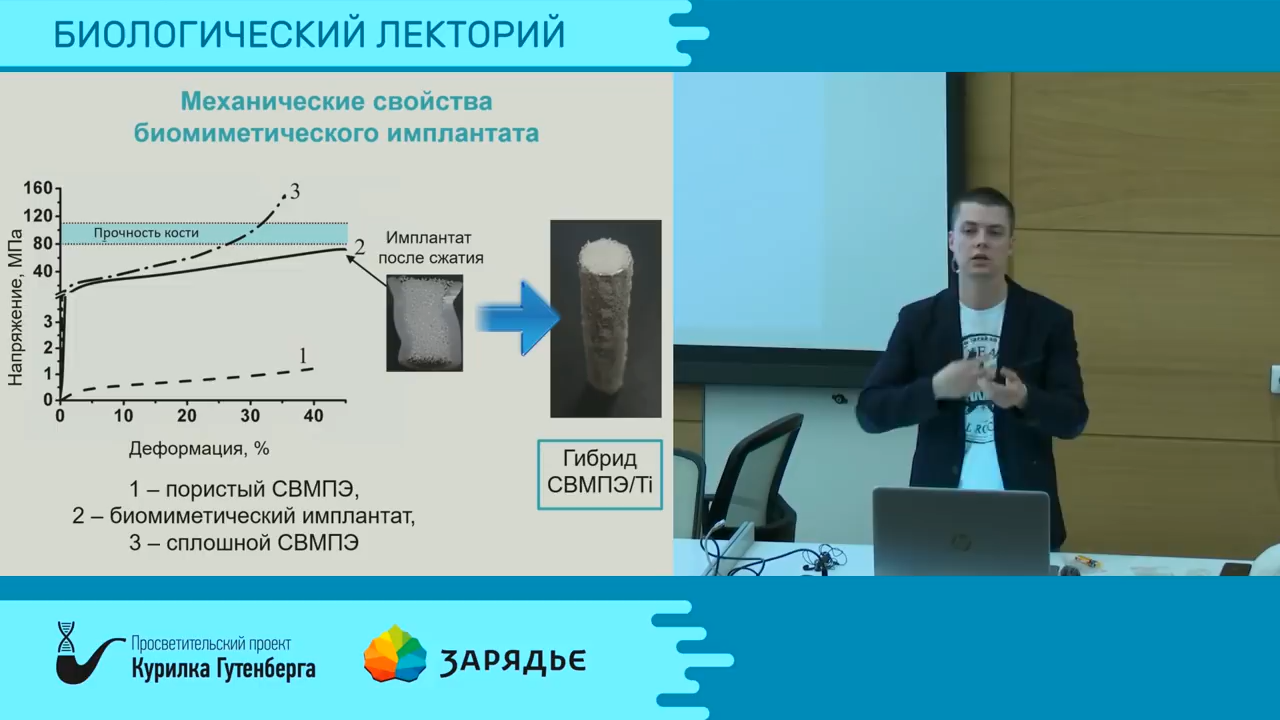 БИОЛОГИЧЕСКИЙ ЛЕКТОРИЙ
Механические свойства
биомиметического имплантата
160
120
80
40
3
2
1
0
Напряжение, МПа
Прочность кости
3
2
1
0
10
20
30
40
Деформация, %
Имплантат
после сжатия
1 – пористый СВМПЭ,
2 – биомиметический имплантат,
3 – сплошной СВМПЭ
Гибрид
СВМПЭ/Ti
hp
Просветительский проект
Курилка Гутенберга
ЗАРЯДЬЕ